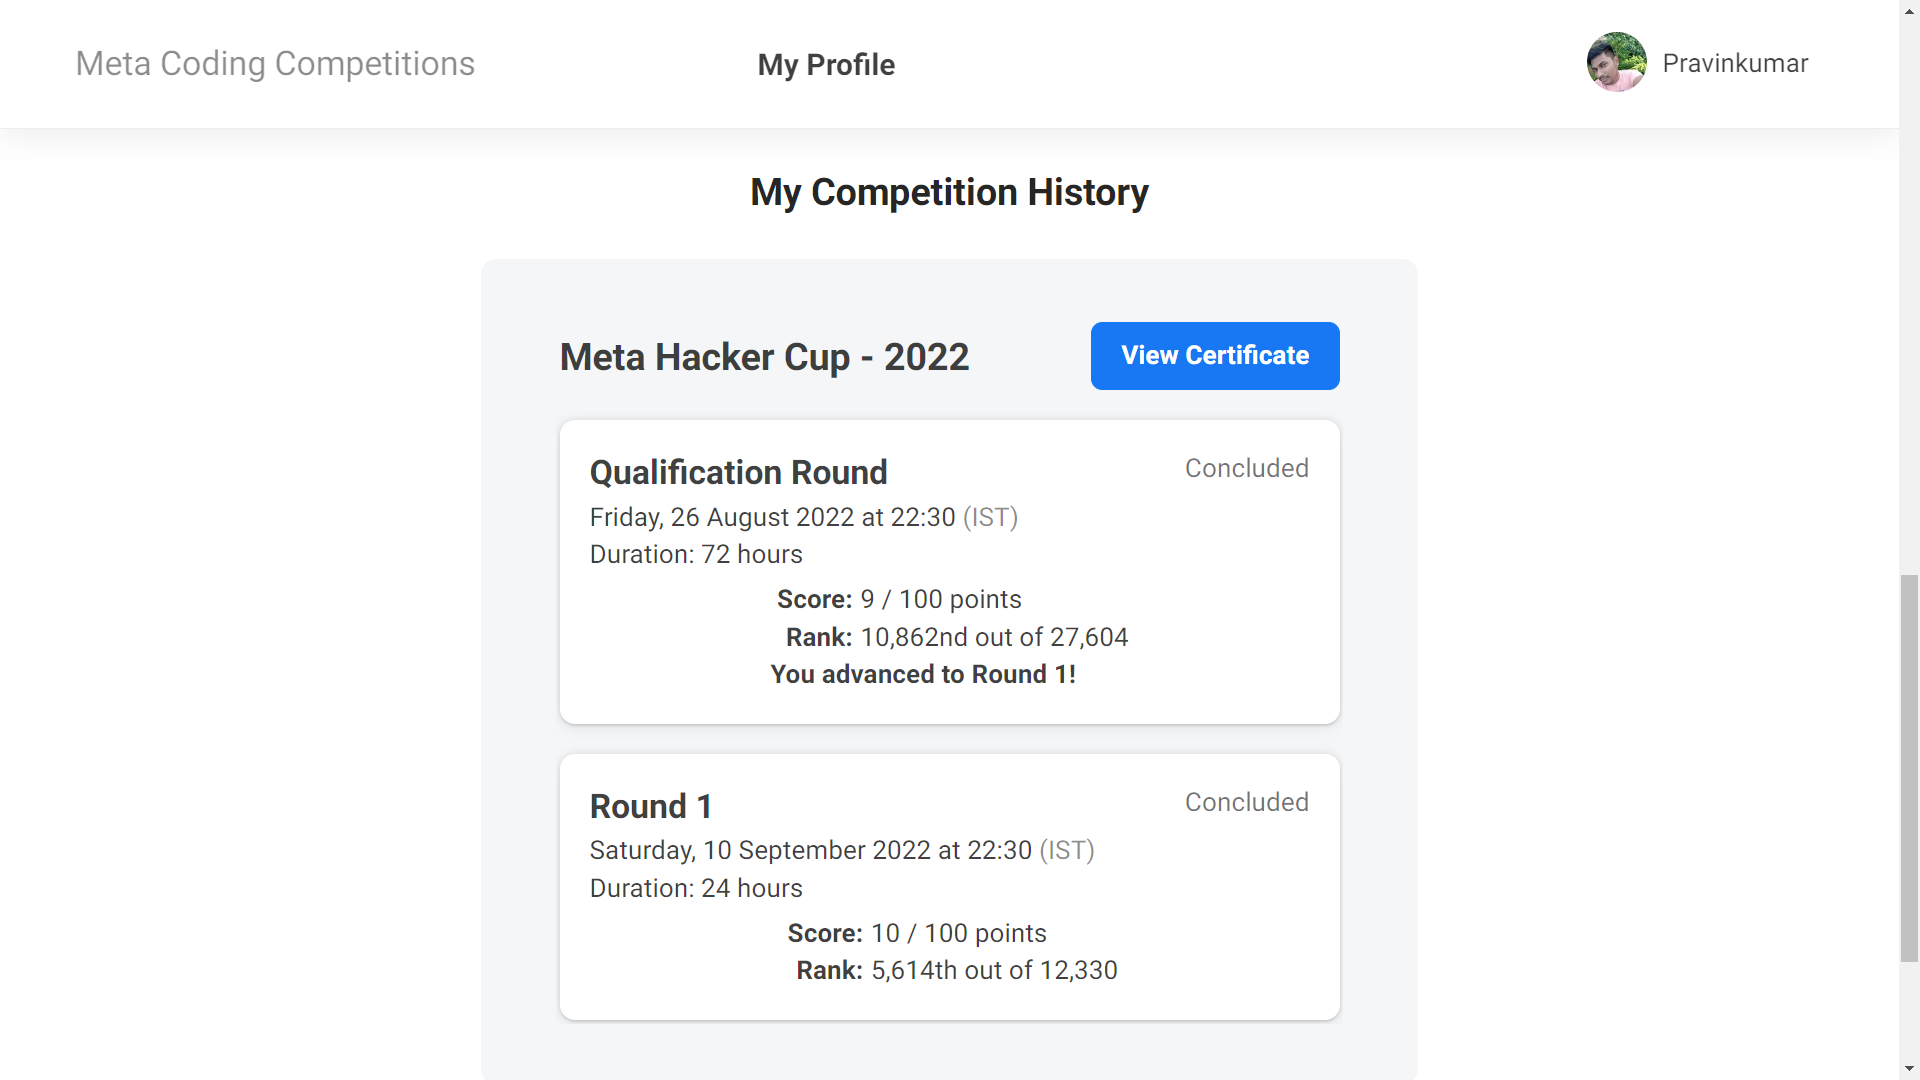 Meta Coding Competitions
My Profile
Pravinkumar
My Competition History
Meta Hacker Cup - 2022
View Certificate
Qualification Round
Concluded
Friday, 26 August 2022 at 22:30 (IST)
Duration: 72 hours
Score: 9 / 100 points
Rank: 10,862nd out of 27,604
You advanced to Round 1!
Round 1
Concluded
Saturday, 10 September 2022 at 22:30 (IST)
Duration: 24 hours
Score: 10 / 100 points
Rank: 5,614th out of 12,330